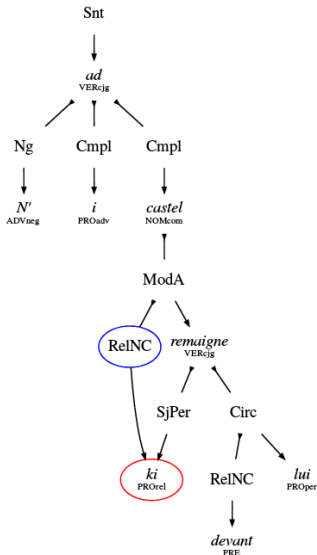 Snt
ad
VERcjg
Ng Cmpl Cmpl
N' i castel
ADVneg PROadv NOMcom
ModA
RelNC remaigne
VERcjg
SjPer Circ
ki RelNC lui
PROrel PROper
devant
PRE